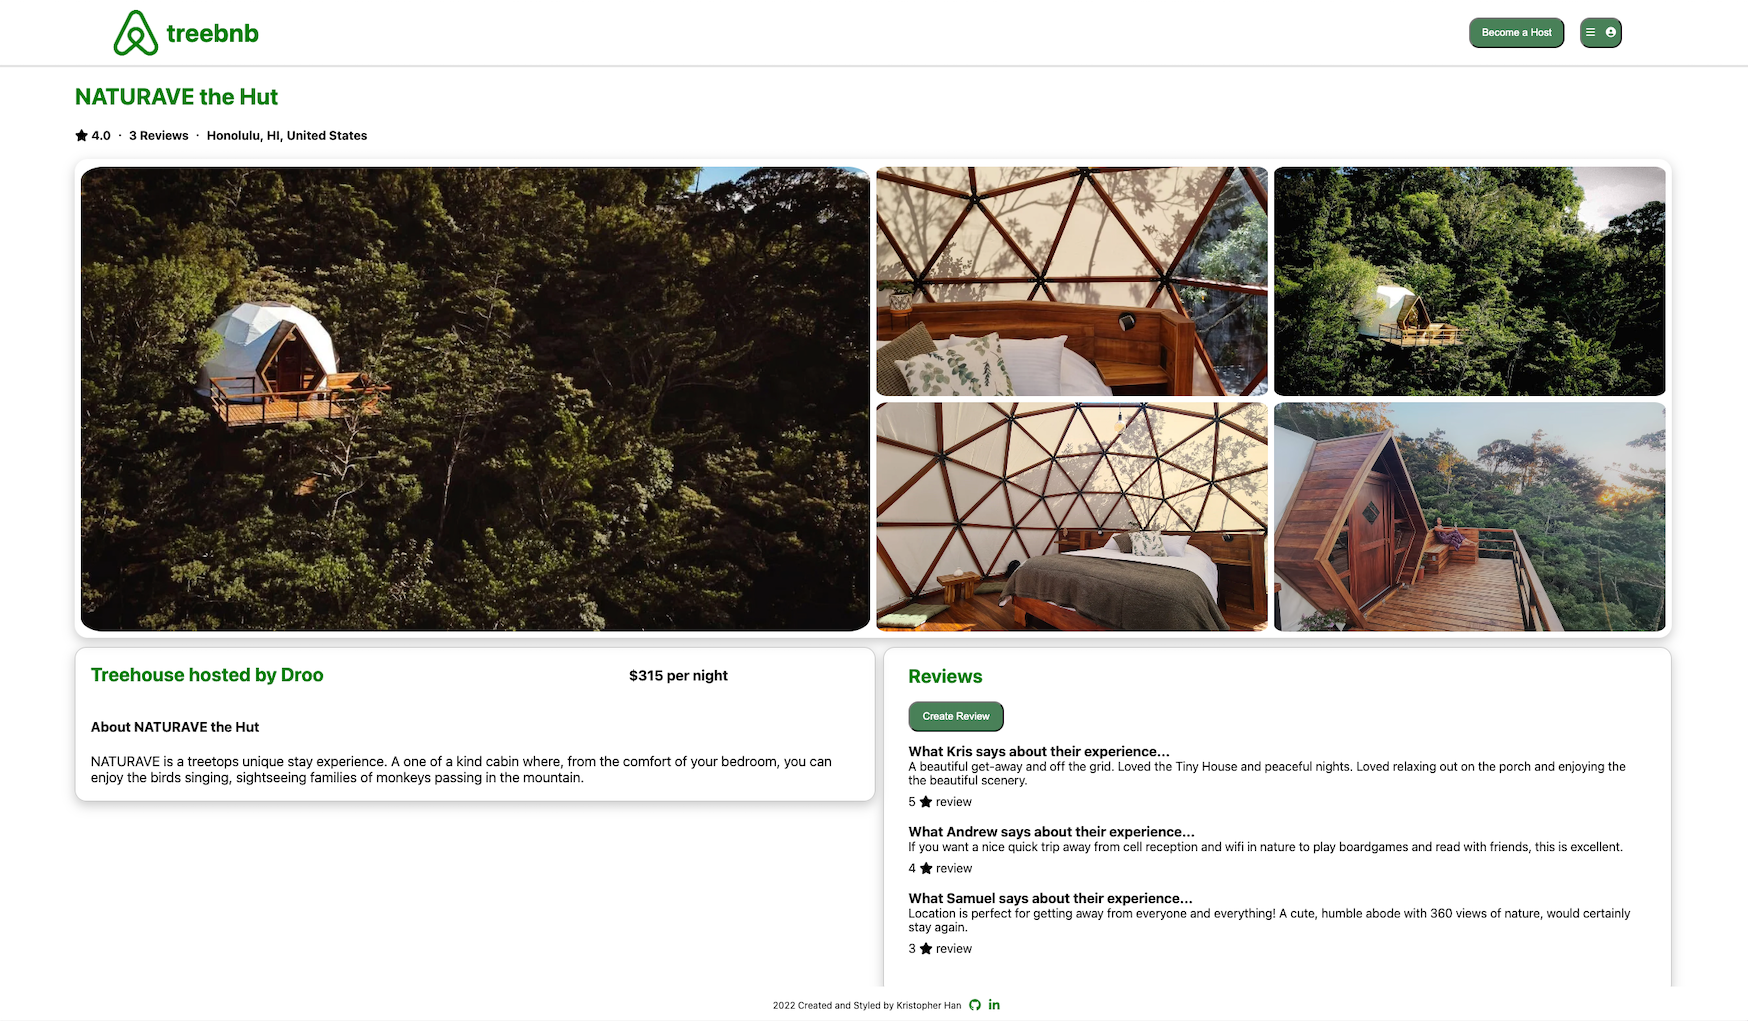 treebnb
Become a Host
NATURAVE the Hut
4.0 · 3 Reviews · Honolulu, HI, United States
Treehouse hosted by Droo
$315 per night
About NATURAVE the Hut
NATURAVE is a treetops unique stay experience. A one of a kind cabin where, from the comfort of your bedroom, you can
enjoy the birds singing, sightseeing families of monkeys passing in the mountain.
Reviews
Create Review
What Kris says about their experience...
A beautiful get-away and off the grid. Loved the Tiny House and peaceful nights. Loved relaxing out on the porch and enjoying the
the beautiful scenery.
5 ★ review
What Andrew says about their experience...
If you want a nice quick trip away from cell reception and wifi in nature to play boardgames and read with friends, this is excellent.
4 ★ review
What Samuel says about their experience...
Location is perfect for getting away from everyone and everything! A cute, humble abode with 360 views of nature, would certainly
stay again.
3 ★ review
2022 Created and Styled by Kristopher Han in